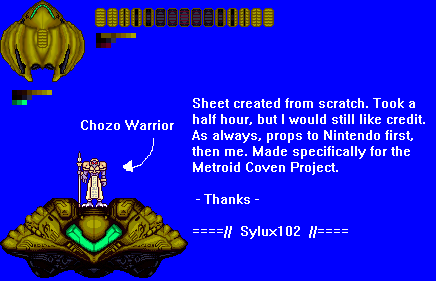 Sheet created from scratch. Took a
half hour, but I would still like credit.
As always, props to Nintendo first,
then me. Made specifically for the
Metroid Coven Project.
Chozo Warrior
- Thanks -
====// Sylux102 //====